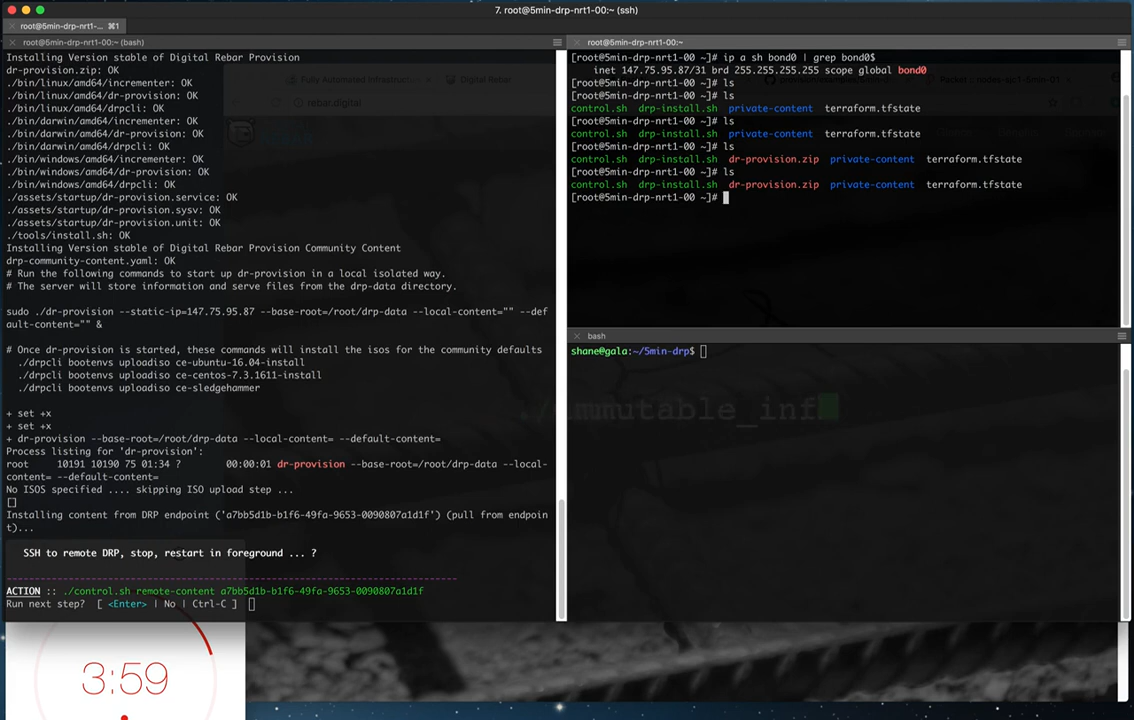 7. root@5min-drp-nrt1-00:~ (ssh)
root@5min-drp-nrt1-... ⌘1
root@5min-drp-nrt1-00:~ (bash)
Installing Version stable of Digital Rebar Provision
dr-provision.zip: OK
./bin/linux/amd64/incrementer: OK
./bin/linux/amd64/dr-provision: OK
./bin/linux/amd64/drpcli: OK
./bin/darwin/amd64/incrementer: OK
./bin/darwin/amd64/dr-provision: OK
./bin/darwin/amd64/drpcli: OK
./bin/windows/amd64/incrementer: OK
./bin/windows/amd64/dr-provision: OK
./bin/windows/amd64/drpcli: OK
./assets/startup/dr-provision.service: OK
./assets/startup/dr-provision.sysv: OK
./assets/startup/dr-provision.unit: OK
./tools/install.sh: OK
Installing Version stable of Digital Rebar Provision Community Content
drp-community-content.yaml: OK
# Run the following commands to start up dr-provision in a local isolated way.
# The server will store information and serve files from the drp-data directory.
sudo ./dr-provision --static-ip=147.75.95.87 --base-root=/root/drp-data --local-content="" --def
ault-content="" &
# Once dr-provision is started, these commands will install the isos for the community defaults
./drpcli bootenvs uploadiso ce-ubuntu-16.04-install
./drpcli bootenvs uploadiso ce-centos-7.3.1611-install
./drpcli bootenvs uploadiso ce-sledgehammer
+ set +x
+ set +x
+ dr-provision --base-root=/root/drp-data --local-content= --default-content=
Process listing for 'dr-provision':
root 10191 10190 75 01:34 ? 00:00:01 dr-provision --base-root=/root/drp-data --local-
content= --default-content=
No ISOS specified .... skipping ISO upload step ...
[]
Installing content from DRP endpoint ('a7bb5d1b-b1f6-49fa-9653-0090807a1d1f') (pull from endpoin
t)...
SSH to remote DRP, stop, restart in foreground ... ?
ACTION :: ./control.sh remote-content a7bb5d1b-b1f6-49fa-9653-0090807a1d1f
Run next step? [ <Enter> | No | Ctrl-C ]
3:59
root@5min-drp-nrt1-00:~
[root@5min-drp-nrt1-00 ~]# ip a sh bond0 | grep bond0$
inet 147.75.95.87/31 brd 255.255.255.255 scope global bond0
[root@5min-drp-nrt1-00 ~]# ls
[root@5min-drp-nrt1-00 ~]# ls
control.sh drp-install.sh private-content terraform.tfstate
[root@5min-drp-nrt1-00 ~]# ls
control.sh drp-install.sh private-content terraform.tfstate
[root@5min-drp-nrt1-00 ~]# ls
control.sh drp-install.sh dr-provision.zip private-content terraform.tfstate
[root@5min-drp-nrt1-00 ~]# ls
control.sh drp-install.sh dr-provision.zip private-content terraform.tfstate
[root@5min-drp-nrt1-00 ~]#
bash
shane@gala:~/5min-drp$
./immutable_inf